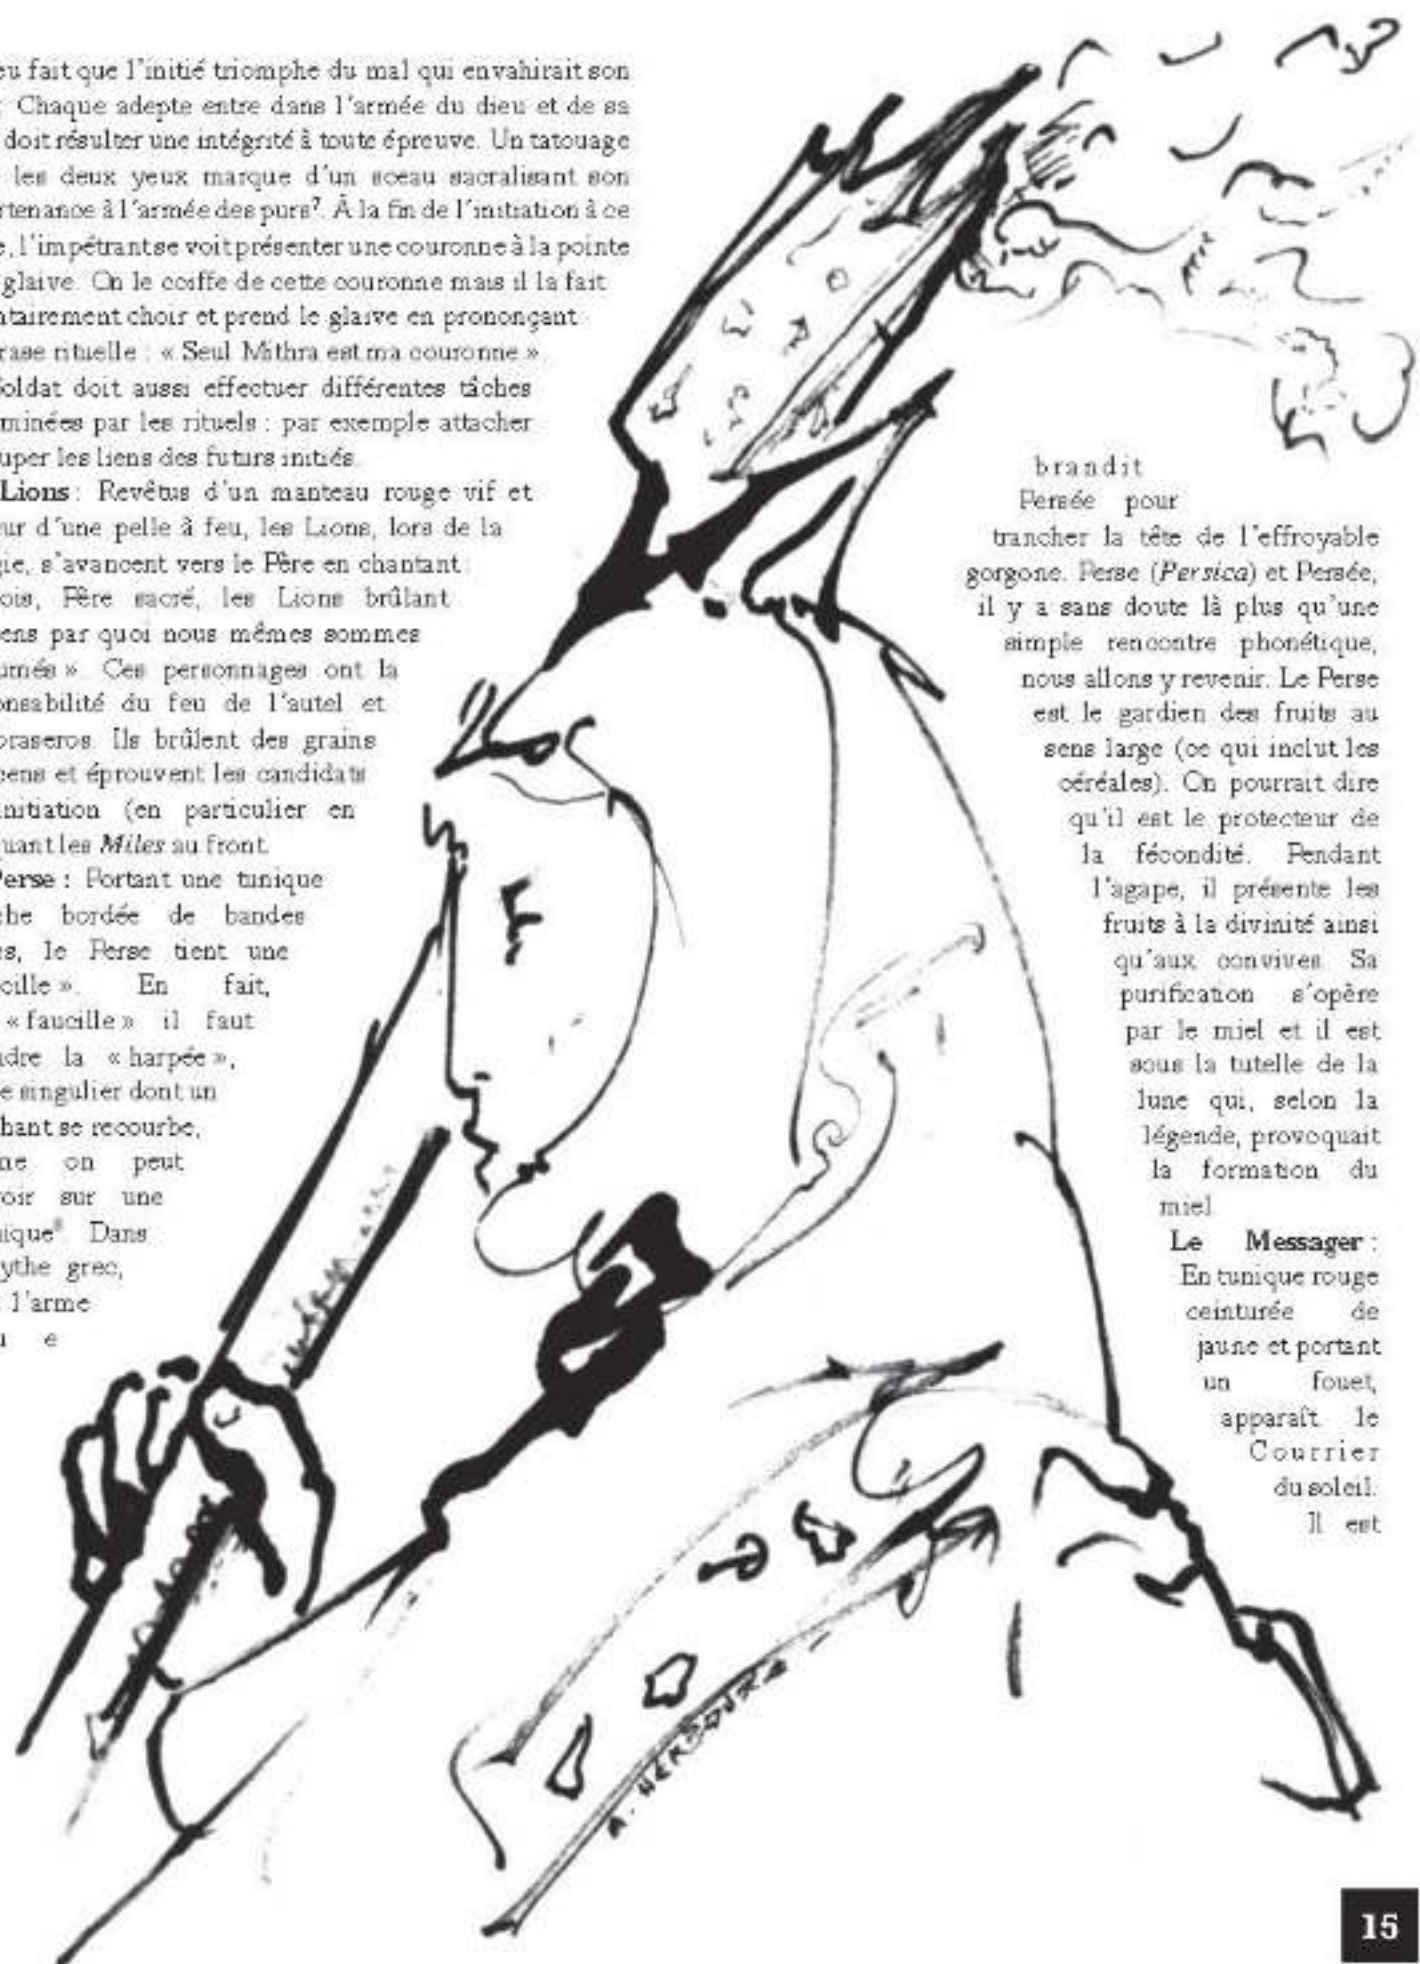 eu fait que l'initié triomphe du mal qui envahirait son
Chaque adepte entre dans l'armée du dieu et de sa
doit résulter une intégrité à toute épreuve. Un tatouage
les deux yeux marque d'un sceau sacralisant son
rtenance à l'armée des purs⁷. À la fin de l'initiation à ce
e, l'impétrant se voit présenter une couronne à la pointe
glaive. On le coiffe de cette couronne mais il la fait
ntairement choir et prend le glaive en prononçant
rase rituelle : « Seul Mithra est ma couronne ».
Soldat doit aussi effectuer différentes tâches
minées par les rituels : par exemple attacher
uper les liens des futurs initiés.
Lions : Revêtus d'un manteau rouge vif et
eur d'une pelle à feu, les Lions, lors de la
gie, s'avancent vers le Père en chantant :
ois, Père sacré, les Lions brûlant
ens par quoi nous mêmes sommes
umés ». Ces personnages ont la
onsabilité du feu de l'autel et
braseros. Ils brûlent des grains
cens et éprouvent les candidats
initiation (en particulier en
quant les Miles au front.
Perse : Portant une tunique
che bordée de bandes
es, le Perse tient une
cille ». En fait,
« faucille » il faut
ndre la « harpée »,
e singulier dont un
hant se recourbe,
me on peut
voir sur une
nique⁸. Dans
ythe grec,
l'arme
u e
brandit
Persée pour
trancher la tête de l'effroyable
gorgone. Perse (Persica) et Persée,
il y a sans doute là plus qu'une
simple rencontre phonétique,
nous allons y revenir. Le Perse
est le gardien des fruits au
sens large (ce qui inclut les
céréales). On pourrait dire
qu'il est le protecteur de
la fécondité. Pendant
l'agape, il présente les
fruits à la divinité ainsi
qu'aux convives. Sa
purification s'opère
par le miel et il est
sous la tutelle de la
lune qui, selon la
légende, provoquait
la formation du
miel.
Le Messager :
En tunique rouge
ceinturée de
jaune et portant
un fouet,
apparaît le
Courrier
du soleil.
Il est
15